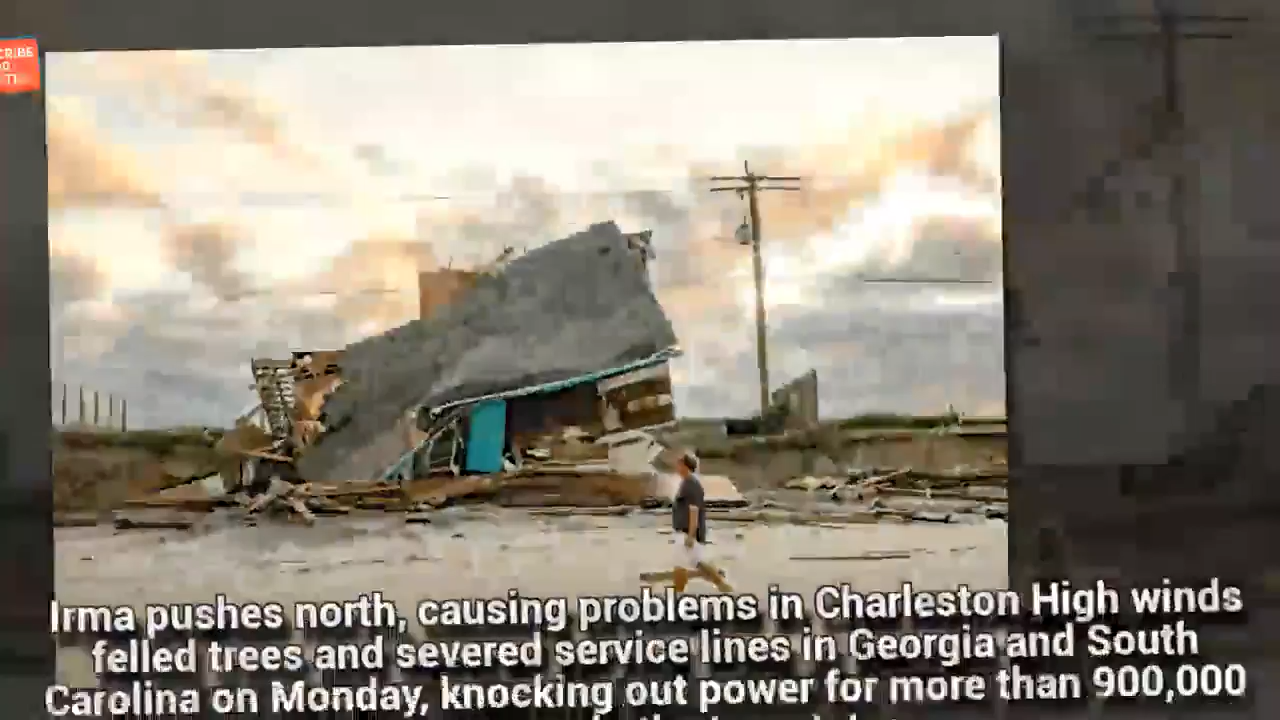 CRIBE
Irma pushes north, causing problems in Charleston High winds
felled trees and severed service lines in Georgia and South
Carolina on Monday, knocking out power for more than 900,000